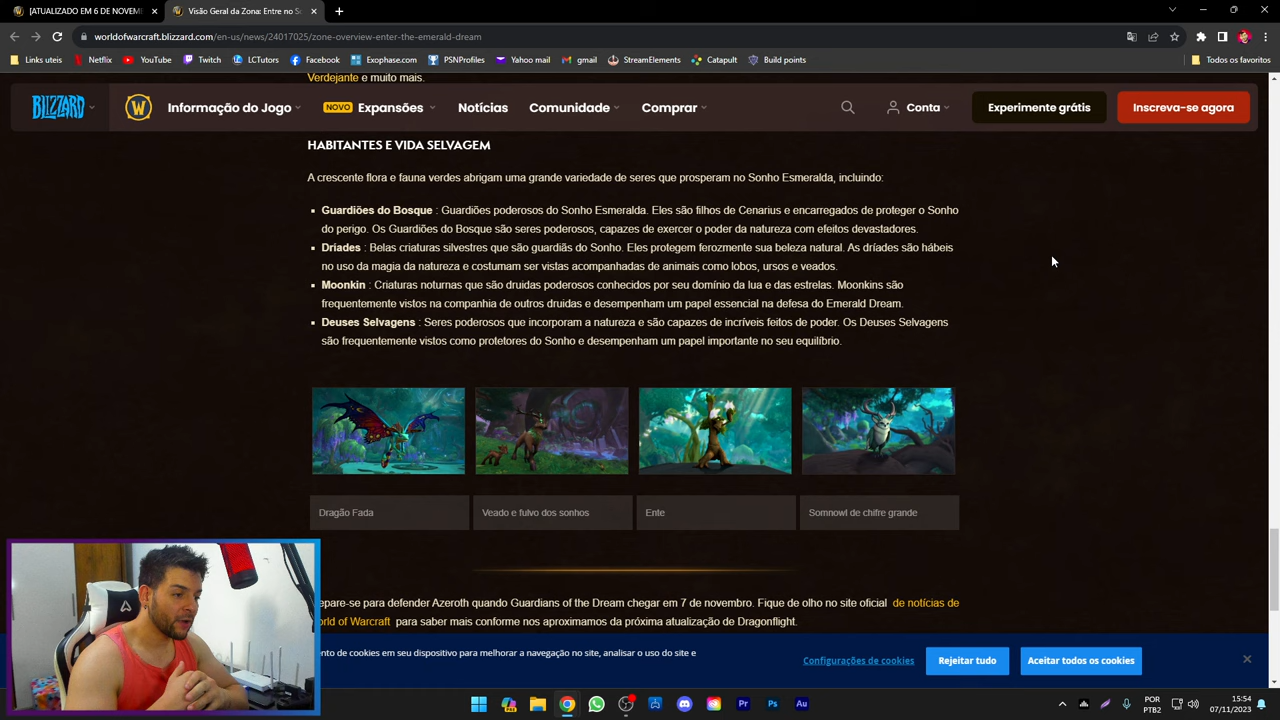 [ATUALIZADO EM 6 DE NOVEM
Visão Geral da Zona: Entre no S
worldofwarcraft.blizzard.com/en-us/news/24017025/zone-overview-enter-the-emerald-dream
Links uteis Netflix YouTube Twitch LCTutors Facebook Exophase.com PSNProfiles Yahoo mail gmail StreamElements Catapult Build points Todos os favoritos
Verdejante e muito mais.
BLIZZARD W Informação do Jogo NOVO Expansões Notícias Comunidade Comprar Conta Experimente grátis Inscreva-se agora
HABITANTES E VIDA SELVAGEM
A crescente flora e fauna verdes abrigam uma grande variedade de seres que prosperam no Sonho Esmeralda, incluindo:
Guardiões do Bosque : Guardiões poderosos do Sonho Esmeralda. Eles são filhos de Cenarius e encarregados de proteger o Sonho
do perigo. Os Guardiões do Bosque são seres poderosos, capazes de exercer o poder da natureza com efeitos devastadores.
Dríades : Belas criaturas silvestres que são guardiãs do Sonho. Eles protegem ferozmente sua beleza natural. As dríades são hábeis
no uso da magia da natureza e costumam ser vistas acompanhadas de animais como lobos, ursos e veados.
Moonkin : Criaturas noturnas que são druidas poderosos conhecidos por seu domínio da lua e das estrelas. Moonkins são
frequentemente vistos na companhia de outros druidas e desempenham um papel essencial na defesa do Emerald Dream.
Deuses Selvagens : Seres poderosos que incorporam a natureza e são capazes de incríveis feitos de poder. Os Deuses Selvagens
são frequentemente vistos como protetores do Sonho e desempenham um papel importante no seu equilíbrio.
Dragão Fada Veado e fulvo dos sonhos Ente Somnowl de chifre grande
epare-se para defender Azeroth quando Guardians of the Dream chegar em 7 de novembro. Fique de olho no site oficial de notícias de
orld of Warcraft para saber mais conforme nos aproximamos da próxima atualização de Dragonflight.
ento de cookies em seu dispositivo para melhorar a navegação no site, analisar o uso do site e
Configurações de cookies Rejeitar tudo Aceitar todos os cookies
Pr Ps Au
POR
PTB2
15:54
07/11/2023